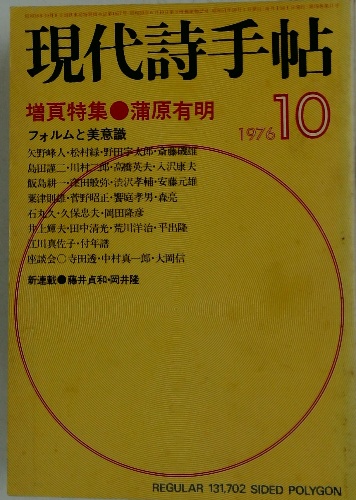 現代詩手帖
増頁特集●蒲原有明
フォルムと美意識
1976 10
矢野峰人・松村緑・野田宇太郎・斎藤磯雄
島田謹二・川村二郎・高橋英夫・入沢康夫
飯島耕一・窪田般弥・渋沢孝輔・安藤元雄
粟津則雄・菅野昭正・饗庭孝男・森亮
石丸久・久保忠夫・岡田隆彦
井上輝夫・田中清光・荒川洋治・平出隆
江川真佐子・付年譜
座談会○寺田透・中村真一郎・大岡信
新連載●藤井貞和・岡井隆
REGULAR 131,702 SIDED POLYGON